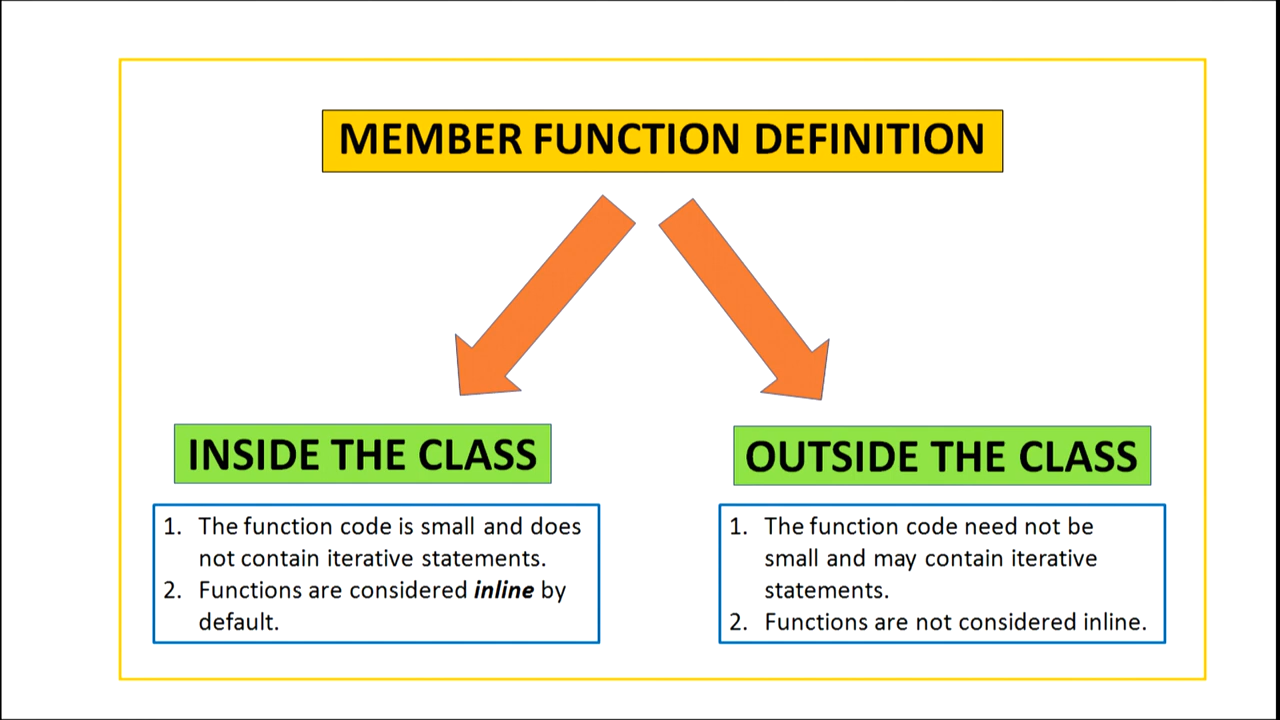 MEMBER FUNCTION DEFINITION
INSIDE THE CLASS
1. The function code is small and does
not contain iterative statements.
2. Functions are considered inline by
default.
OUTSIDE THE CLASS
1. The function code need not be
small and may contain iterative
statements.
2. Functions are not considered inline.